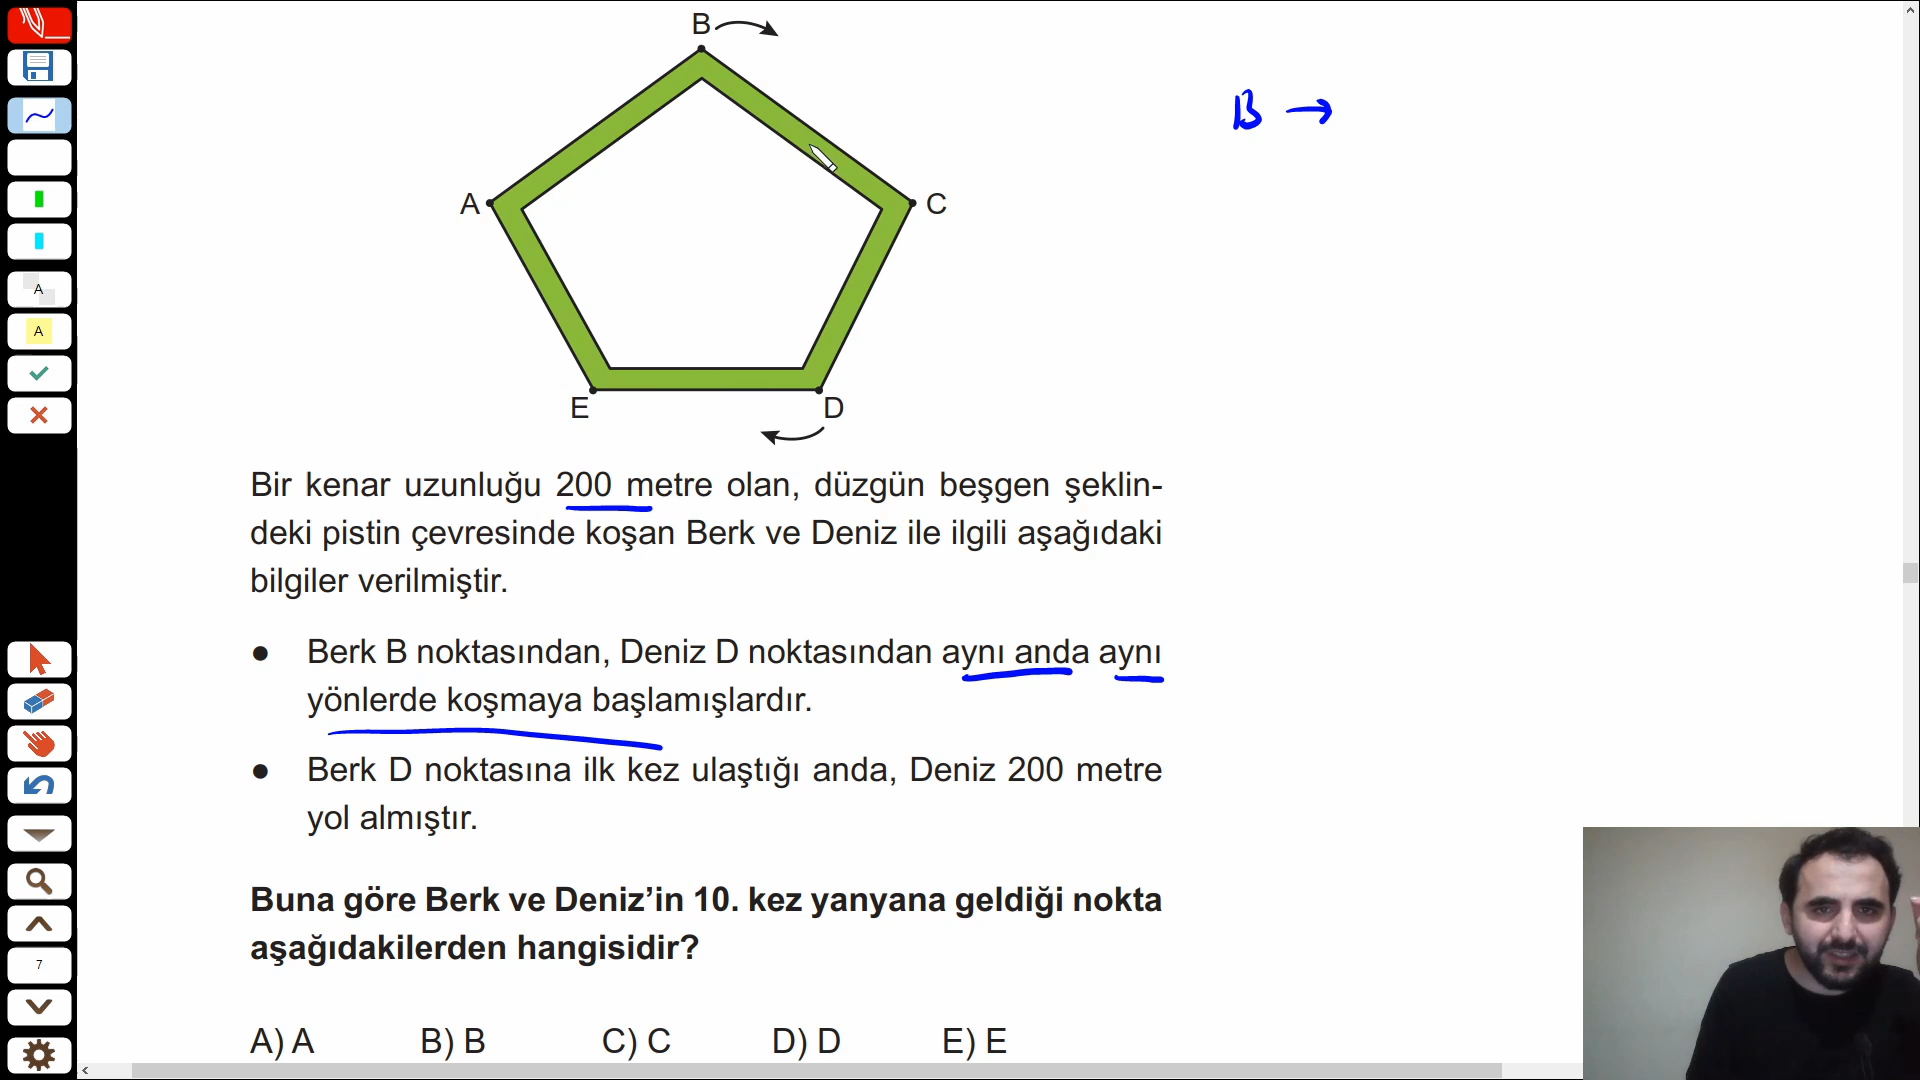 B
B →
A
C
E
D
Bir kenar uzunluğu 200 metre olan, düzgün beşgen şeklin-
deki pistin çevresinde koşan Berk ve Deniz ile ilgili aşağıdaki
bilgiler verilmiştir.
● Berk B noktasından, Deniz D noktasından aynı anda aynı
yönlerde koşmaya başlamışlardır.
● Berk D noktasına ilk kez ulaştığı anda, Deniz 200 metre
yol almıştır.
Buna göre Berk ve Deniz’in 10. kez yanyana geldiği nokta
aşağıdakilerden hangisidir?
A) A B) B C) C D) D E) E
A
A
7